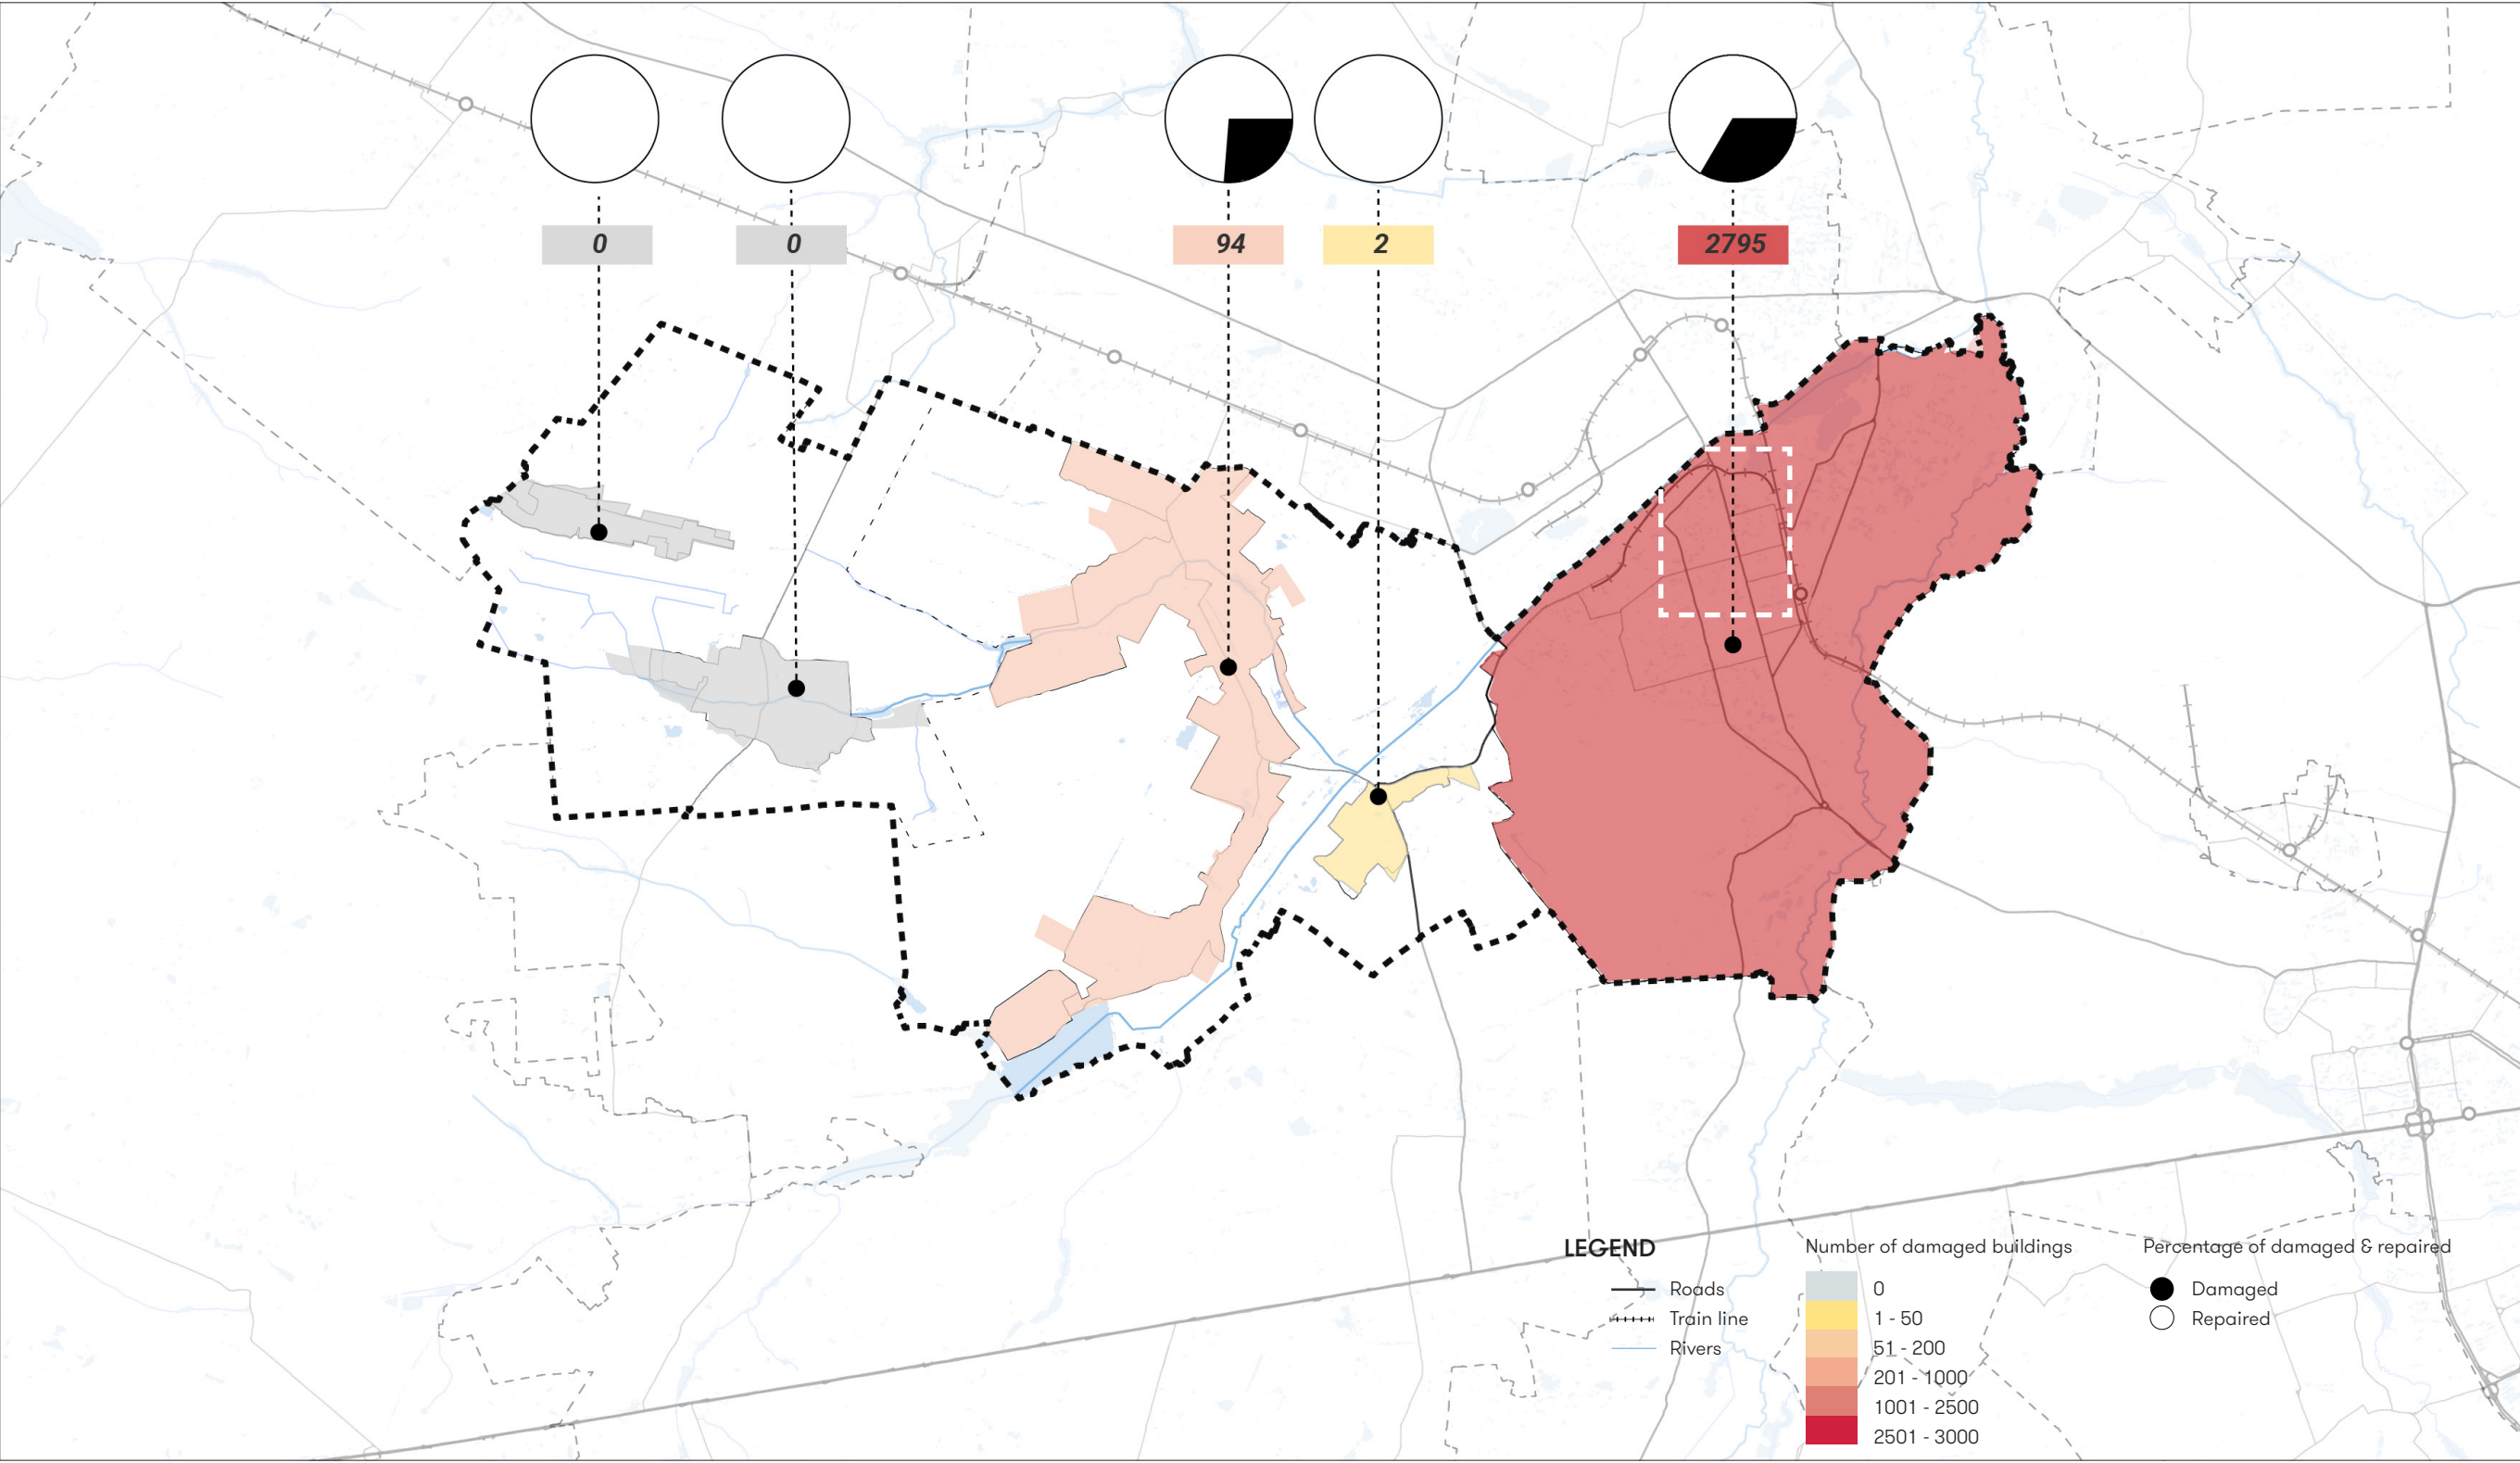 0
0
94
2
2795
LEGEND
Roads
Train line
Rivers
Number of damaged buildings
0
1 - 50
51 - 200
201 - 1000
1001 - 2500
2501 - 3000
Percentage of damaged & repaired
Damaged
Repaired